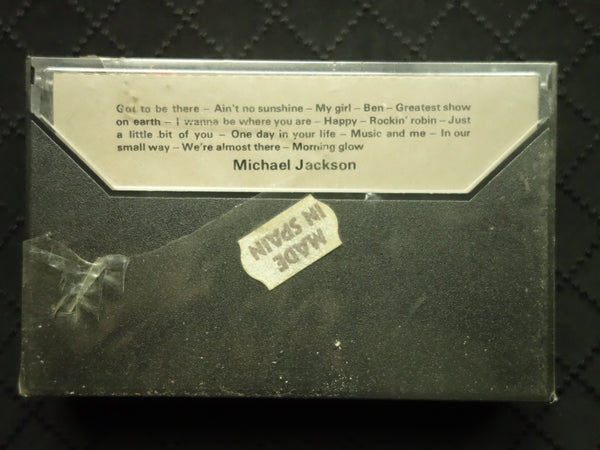 Got to be there – Ain't no sunshine – My girl – Ben – Greatest show
on earth – I wanna be where you are – Happy – Rockin' robin – Just
a little bit of you – One day in your life – Music and me – In our
small way – We're almost there – Morning glow
Michael Jackson
MADE
IN SPAIN